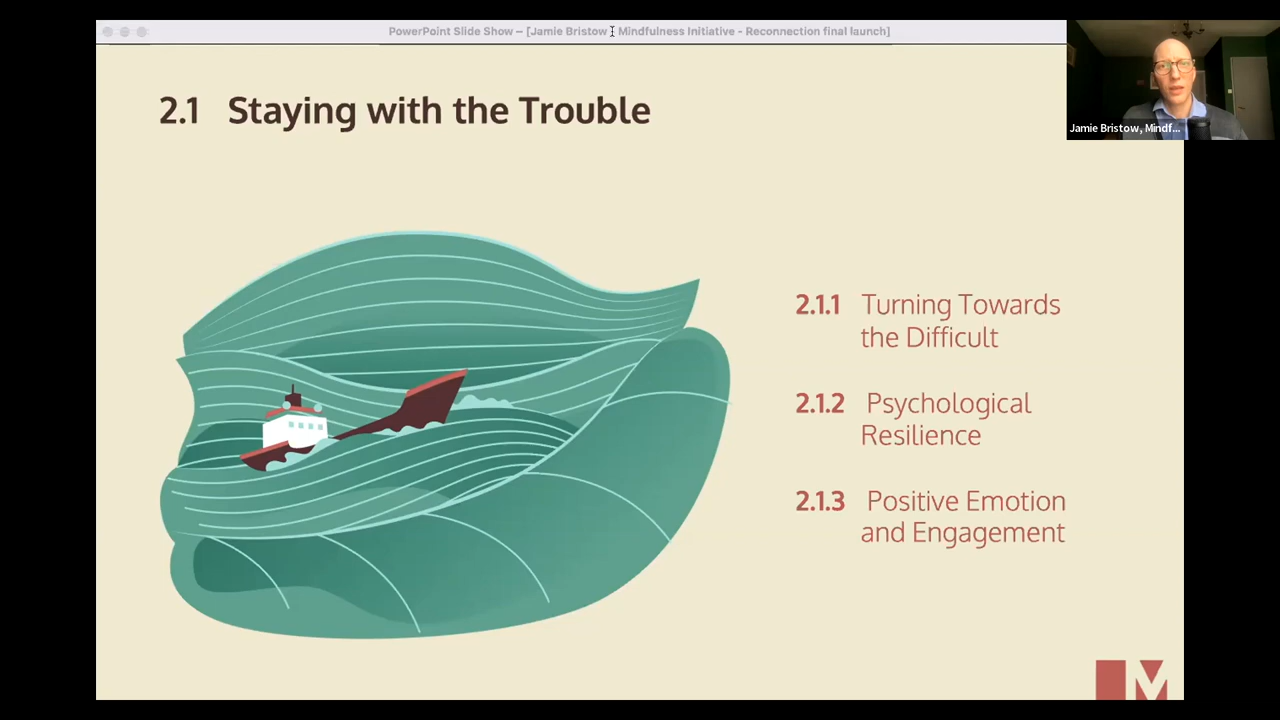 PowerPoint Slide Show – [Jamie Bristow - Mindfulness Initiative - Reconnection final launch]
Jamie Bristow, Mindf...
2.1 Staying with the Trouble
2.1.1 Turning Towards
the Difficult
2.1.2 Psychological
Resilience
2.1.3 Positive Emotion
and Engagement
M